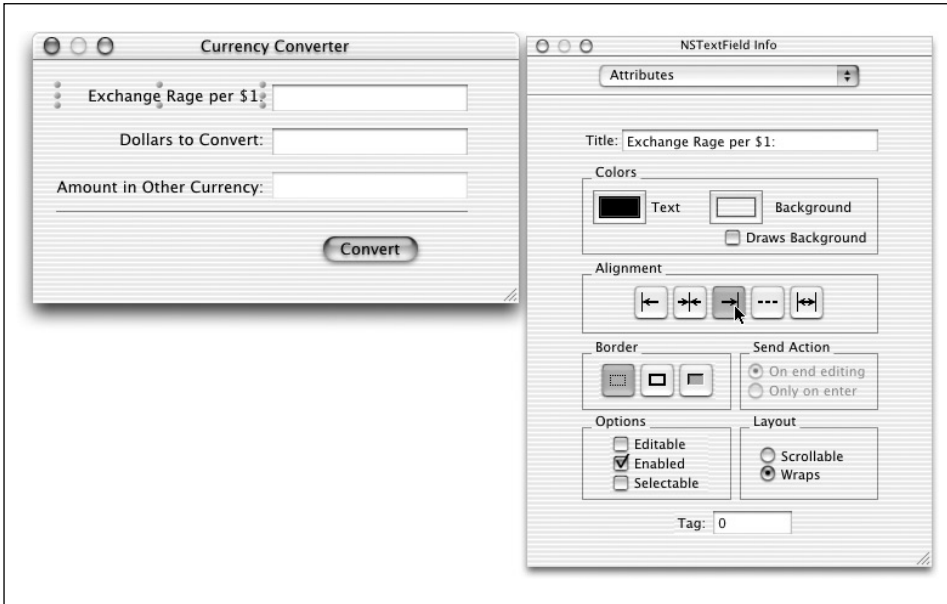 Currency Converter
Exchange Rage per $1:
Dollars to Convert:
Amount in Other Currency:
Convert
NSTextField Info
Attributes
Title: Exchange Rage per $1:
Colors
Text
Background
Draws Background
Alignment
Border
Send Action
On end editing
Only on enter
Options
Editable
Enabled
Selectable
Layout
Scrollable
Wraps
Tag: 0